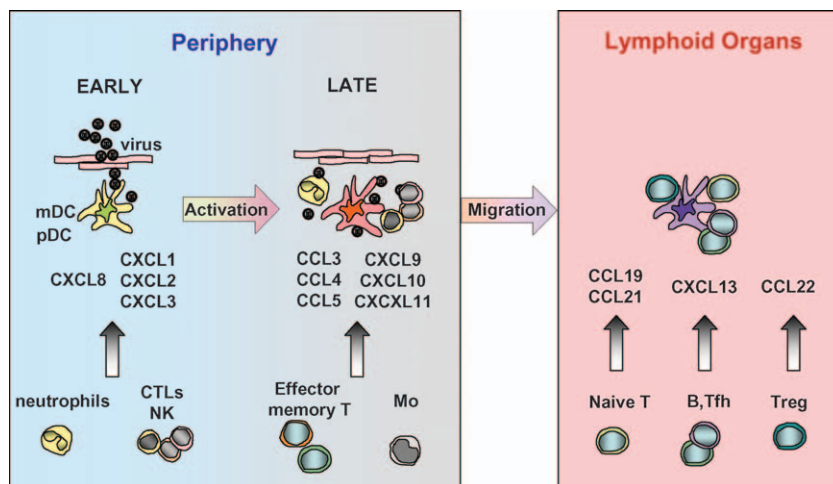 Periphery
Lymphoid Organs
EARLY
LATE
virus
mDC
pDC
Activation
Migration
CXCL8
CXCL1
CXCL2
CXCL3
CCL3
CCL4
CCL5
CXCL9
CXCL10
CXCXL11
CCL19
CCL21
CXCL13
CCL22
neutrophils
CTLs
NK
Effector
memory T
Mo
Naive T
B,Tfh
Treg